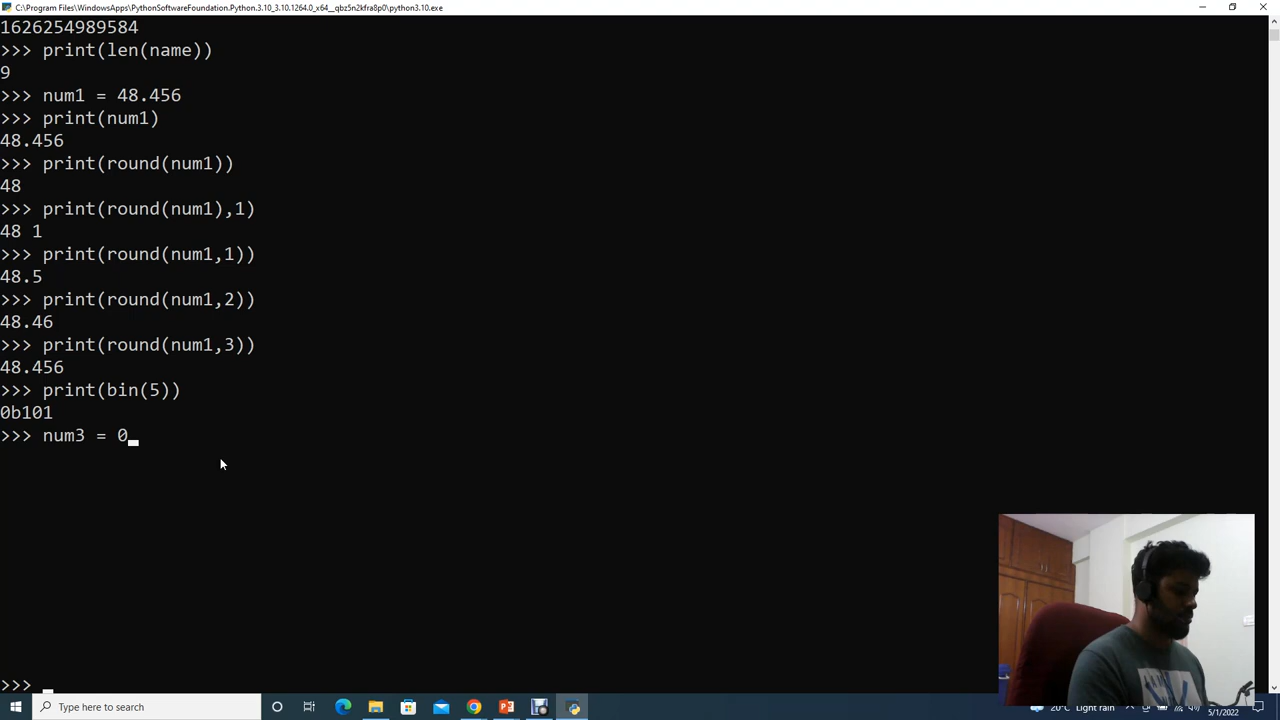 C:\Program Files\WindowsApps\PythonSoftwareFoundation.Python.3.10_3.10.1264.0_x64__qbz5n2kfra8p0\python3.10.exe
1626254989584
>>> print(len(name))
9
>>> num1 = 48.456
>>> print(num1)
48.456
>>> print(round(num1))
48
>>> print(round(num1),1)
48 1
>>> print(round(num1,1))
48.5
>>> print(round(num1,2))
48.46
>>> print(round(num1,3))
48.456
>>> print(bin(5))
0b101
>>> num3 = 0
>>>
Type here to search
20°C Light rain
5/1/2022